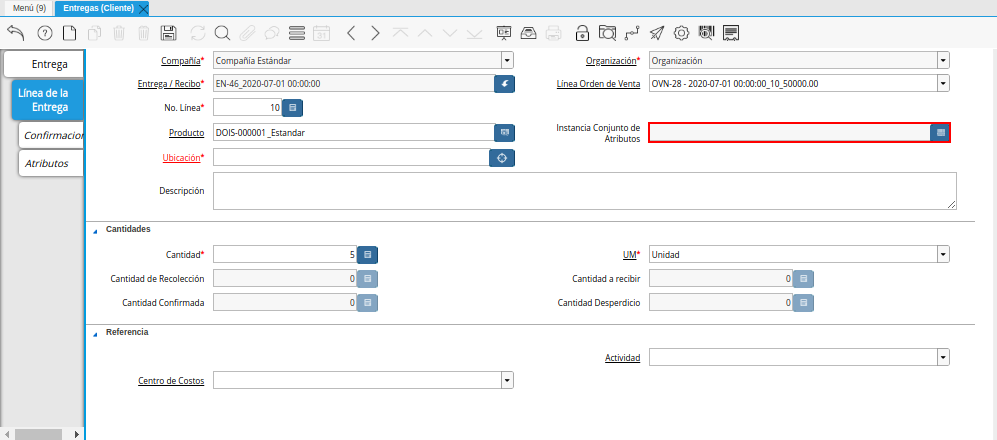 Menú (9)
Entregas (Cliente)
Entrega
Línea de la
Entrega
Confirmacion
Atributos
Compañía*
Compañía Estándar
Organización*
Organización
Entrega / Recibo*
EN-46_2020-07-01 00:00:00
Línea Orden de Venta
OVN-28 - 2020-07-01 00:00:00_10_50000.00
No. Línea*
10
Producto
DOIS-000001_Estandar
Instancia Conjunto de
Atributos
Ubicación*
Descripción
Cantidades
Cantidad*
5
UM*
Unidad
Cantidad de Recolección
0
Cantidad a recibir
0
Cantidad Confirmada
0
Cantidad Desperdicio
0
Referencia
Actividad
Centro de Costos